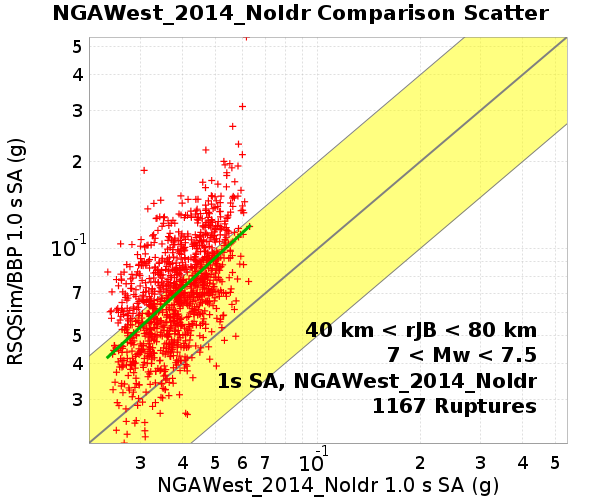 NGAWest_2014_NoIdr Comparison Scatter
RSQSim/BBP 1.0 s SA (g)
5
4
3
2
10-1
7
5
4
3
40 km < rJB < 80 km
7 < Mw < 7.5
1s SA, NGAWest_2014_NoIdr
1167 Ruptures
3 4 5 6 7 10-1 2 3 4 5
NGAWest_2014_NoIdr 1.0 s SA (g)